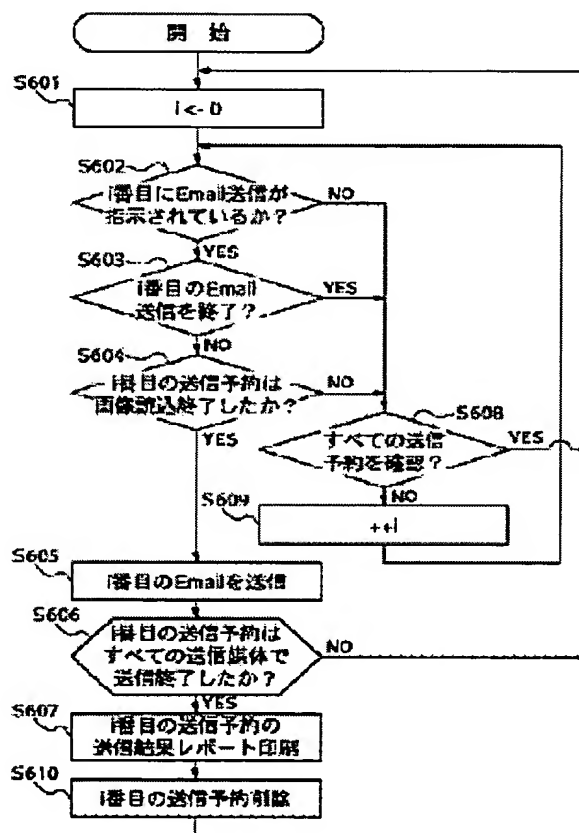 開 始
S601
i<-0
S602
i番目にEmail送信が
指示されているか？
NO
YES
S603
i番目のEmail
送信を終了？
YES
NO
S604
i番目の送信予約は
画像読込終了したか？
NO
YES
S608
すべての送信
予約を確認？
YES
NO
S609
++i
S605
i番目のEmailを送信
S606
i番目の送信予約は
すべての送信媒体で
送信終了したか？
NO
YES
S607
i番目の送信予約の
送信結果レポート印刷
S610
i番目の送信予約削除